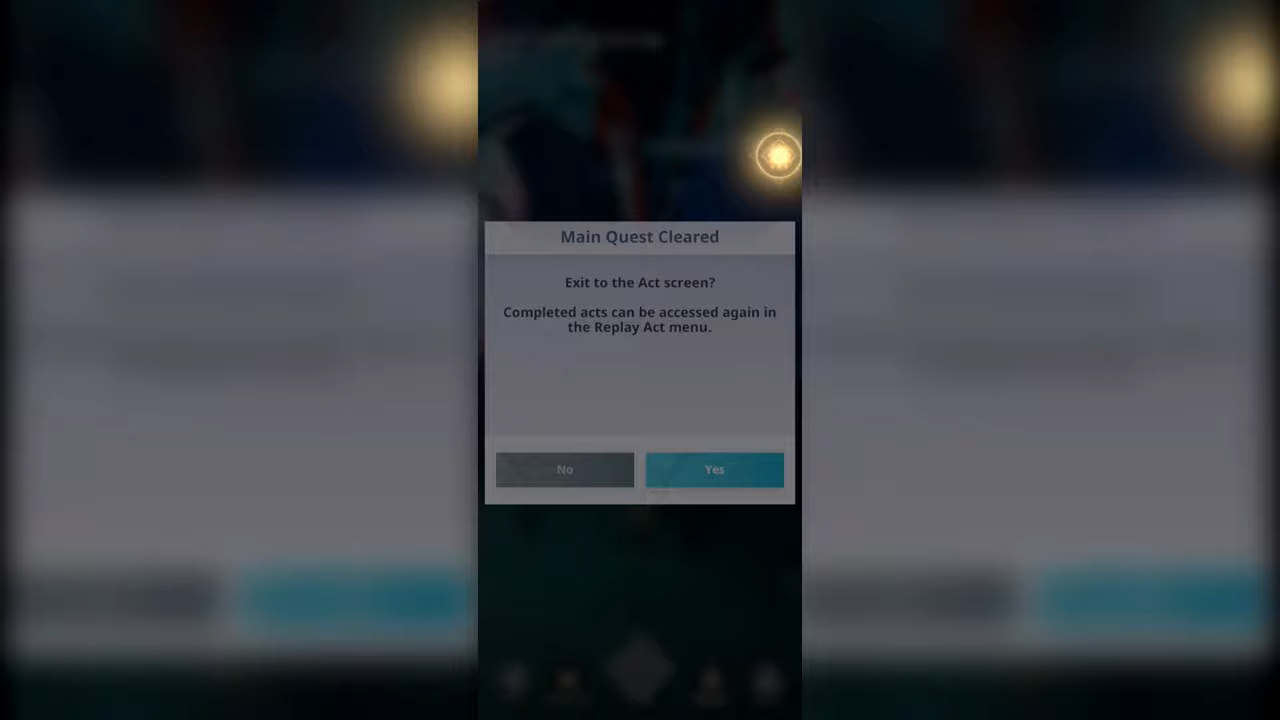 Main Quest Cleared
Exit to the Act screen?
Completed acts can be accessed again in
the Replay Act menu.
No
Yes